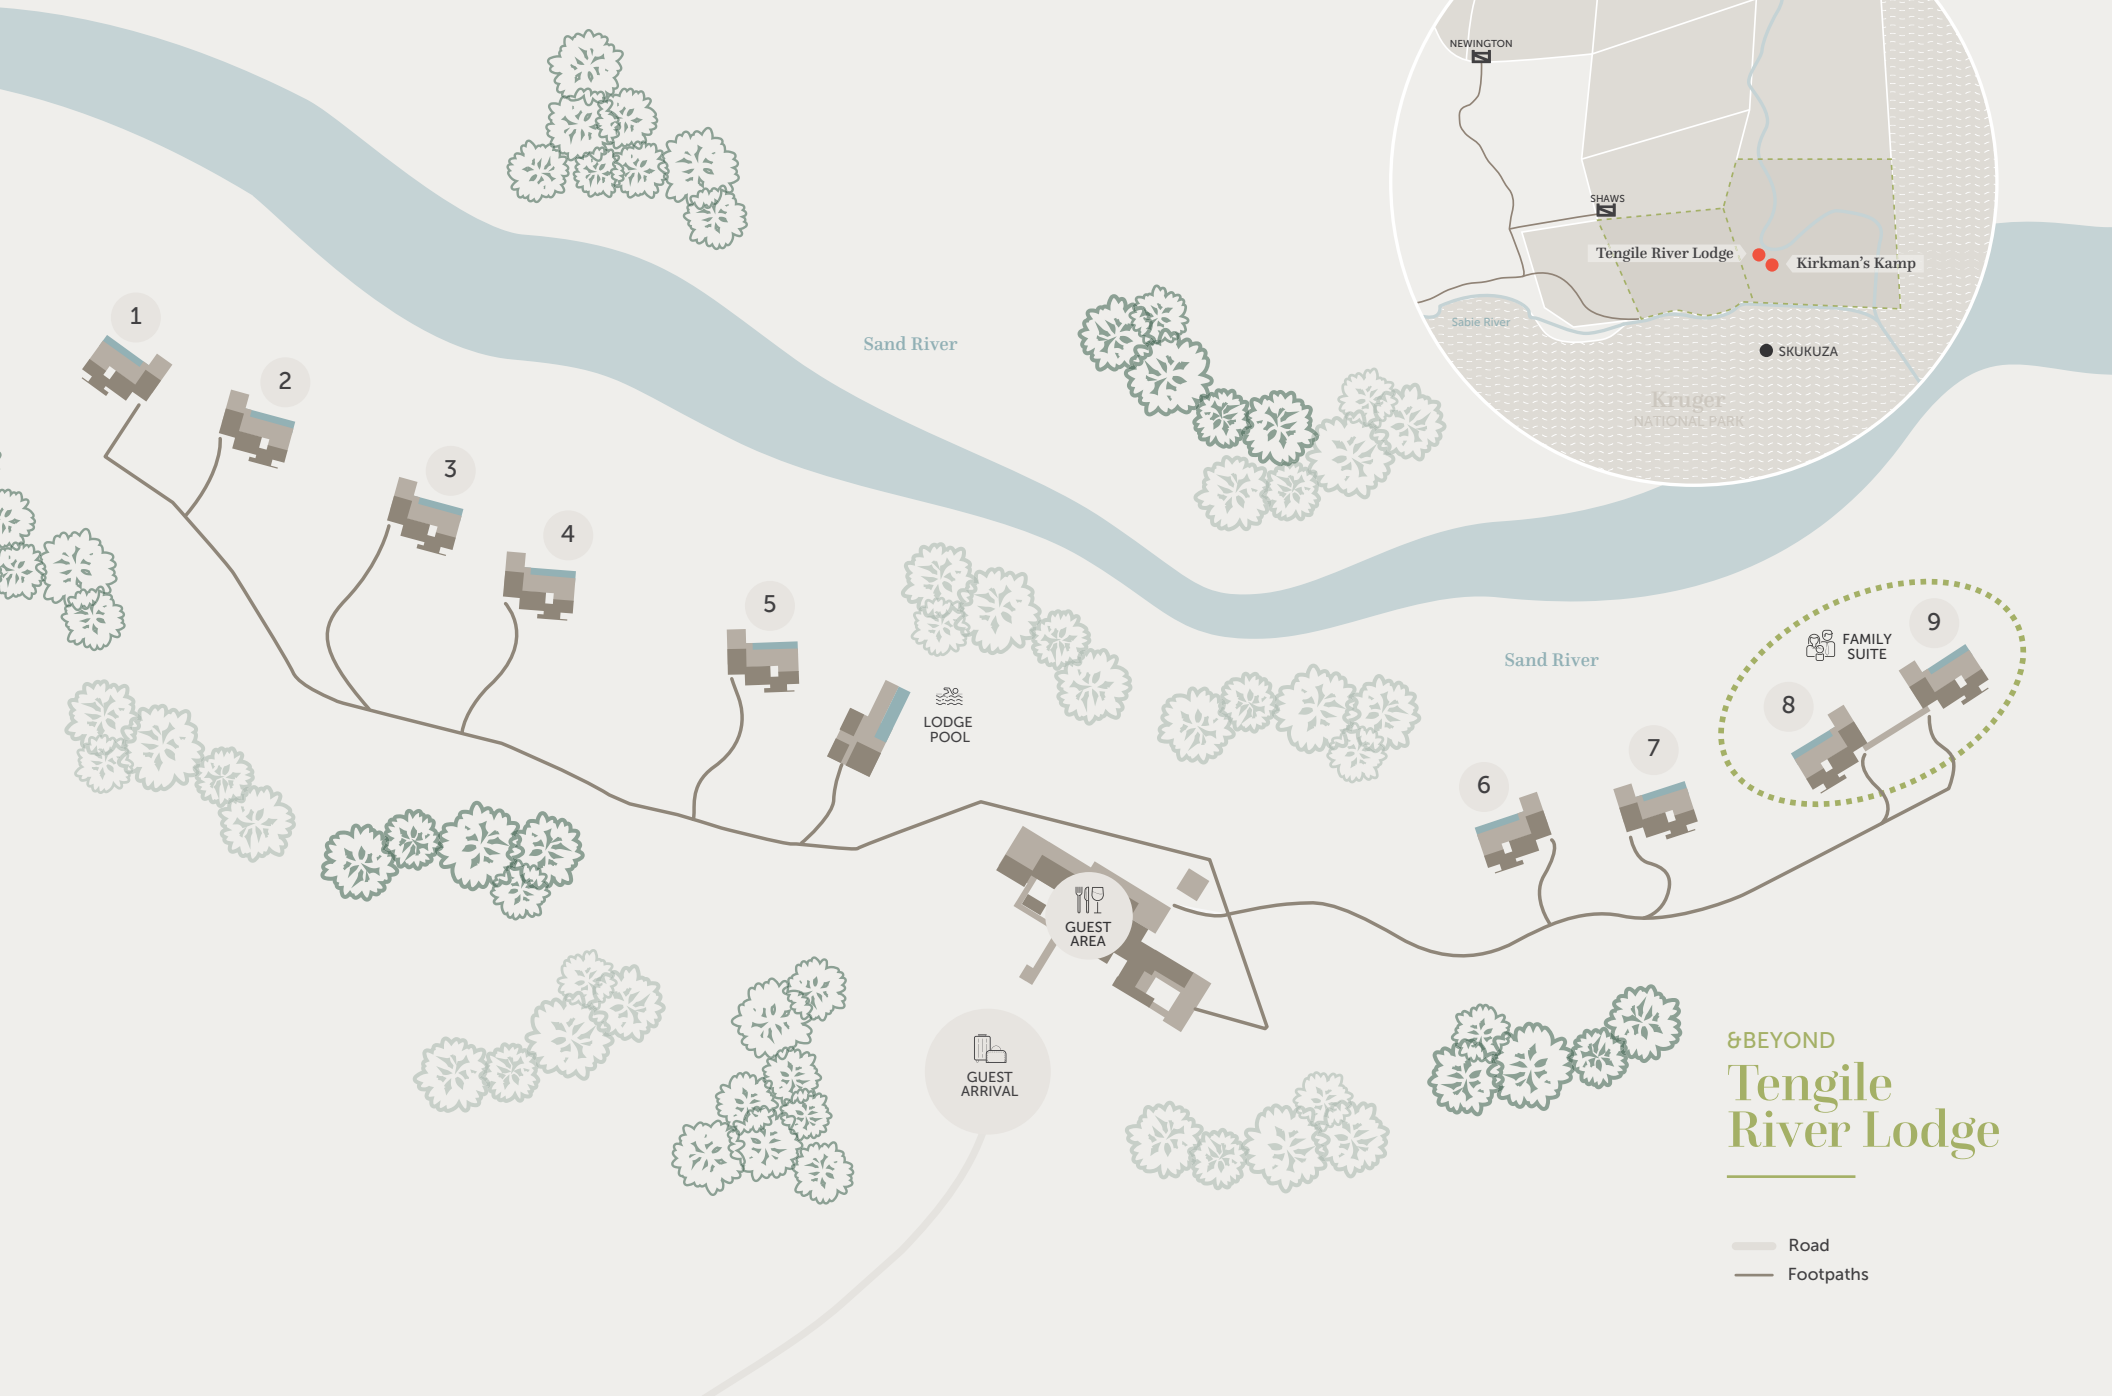 NEWINGTON
SHAWS
Tengile River Lodge
Kirkman's Kamp
Sabie River
SKUKUZA
Kruger
NATIONAL PARK
Sand River
1
2
3
4
5
LODGE
POOL
Sand River
FAMILY
SUITE
9
8
7
6
GUEST
AREA
GUEST
ARRIVAL
&BEYOND
Tengile
River Lodge
Road
Footpaths